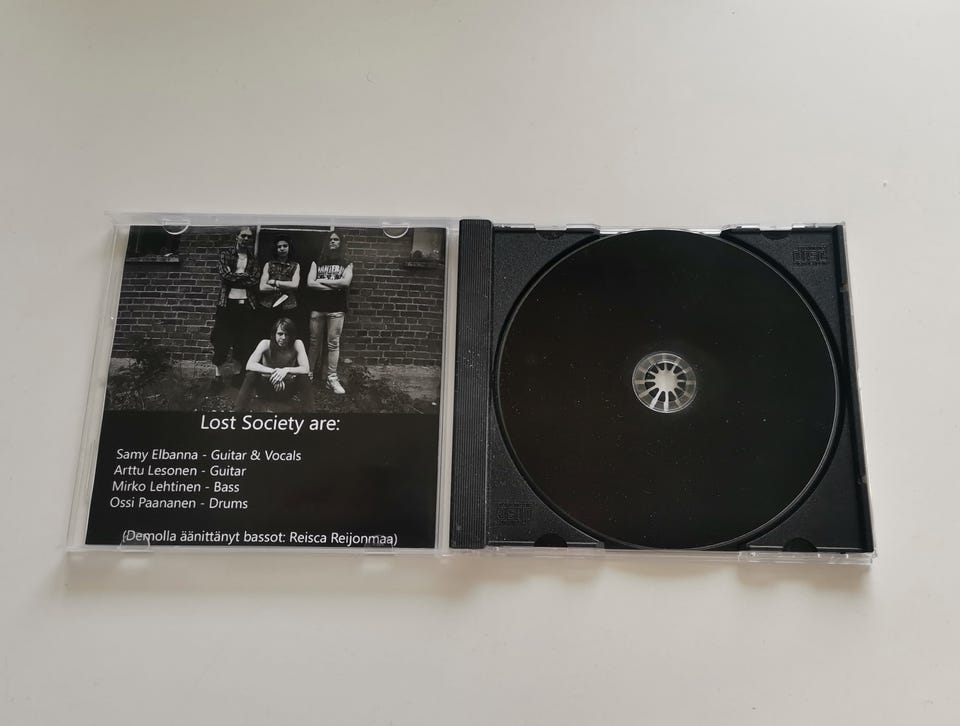 PANTERA
Lost Society are:
Samy Elbanna - Guitar & Vocals
Arttu Lesonen - Guitar
Mirko Lehtinen - Bass
Ossi Paananen - Drums
(Demolla äänittänyt bassot: Reisca Reijonmaa)